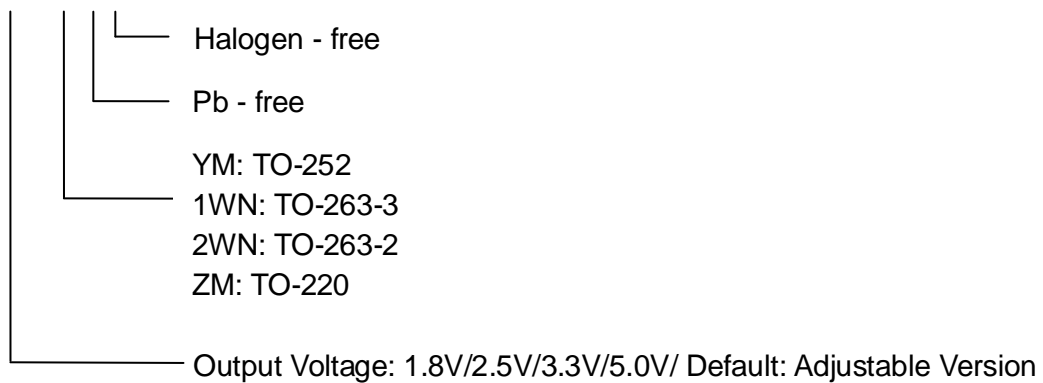 Halogen - free
Pb - free
YM: TO-252
1WN: TO-263-3
2WN: TO-263-2
ZM: TO-220
Output Voltage: 1.8V/2.5V/3.3V/5.0V/ Default: Adjustable Version